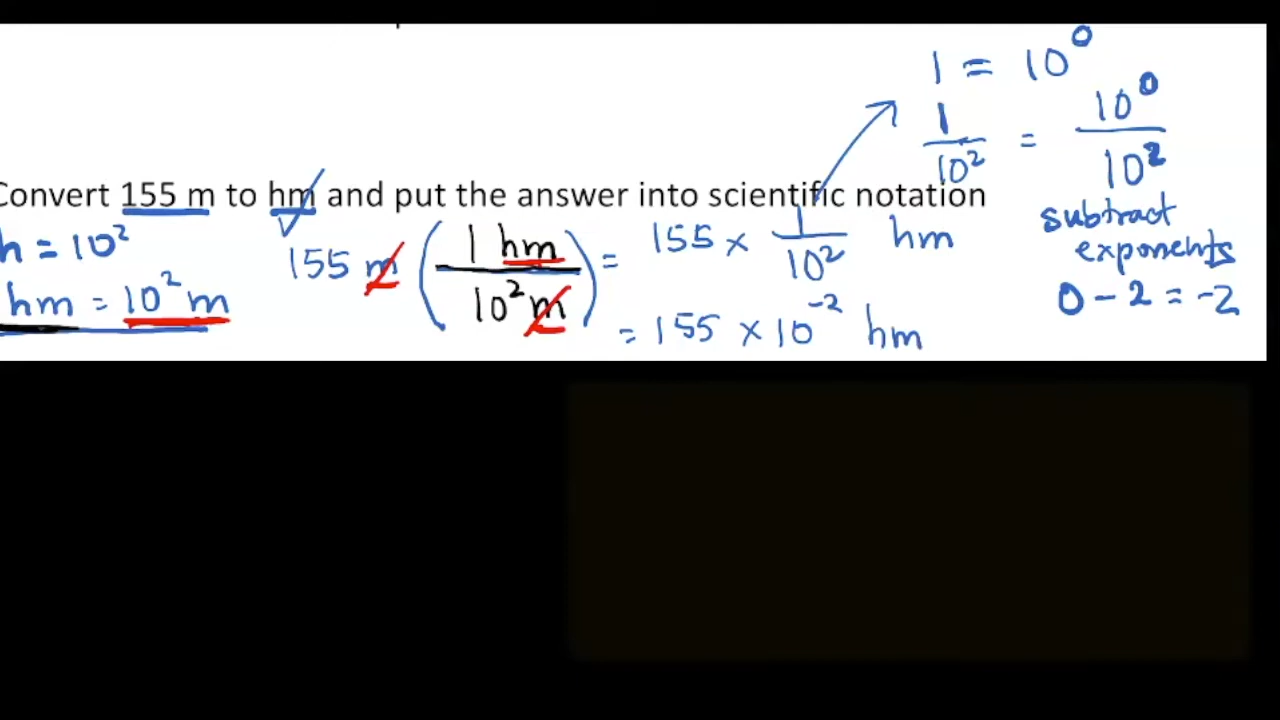 1 = 10⁰
1/10² = 10⁰/10²
Convert 155 m to hm and put the answer into scientific notation
subtract
exponents
0 - 2 = -2
h = 10²
hm = 10² m
155 m (1 hm / 10² m) = 155 × 1/10² hm
= 155 × 10⁻² hm